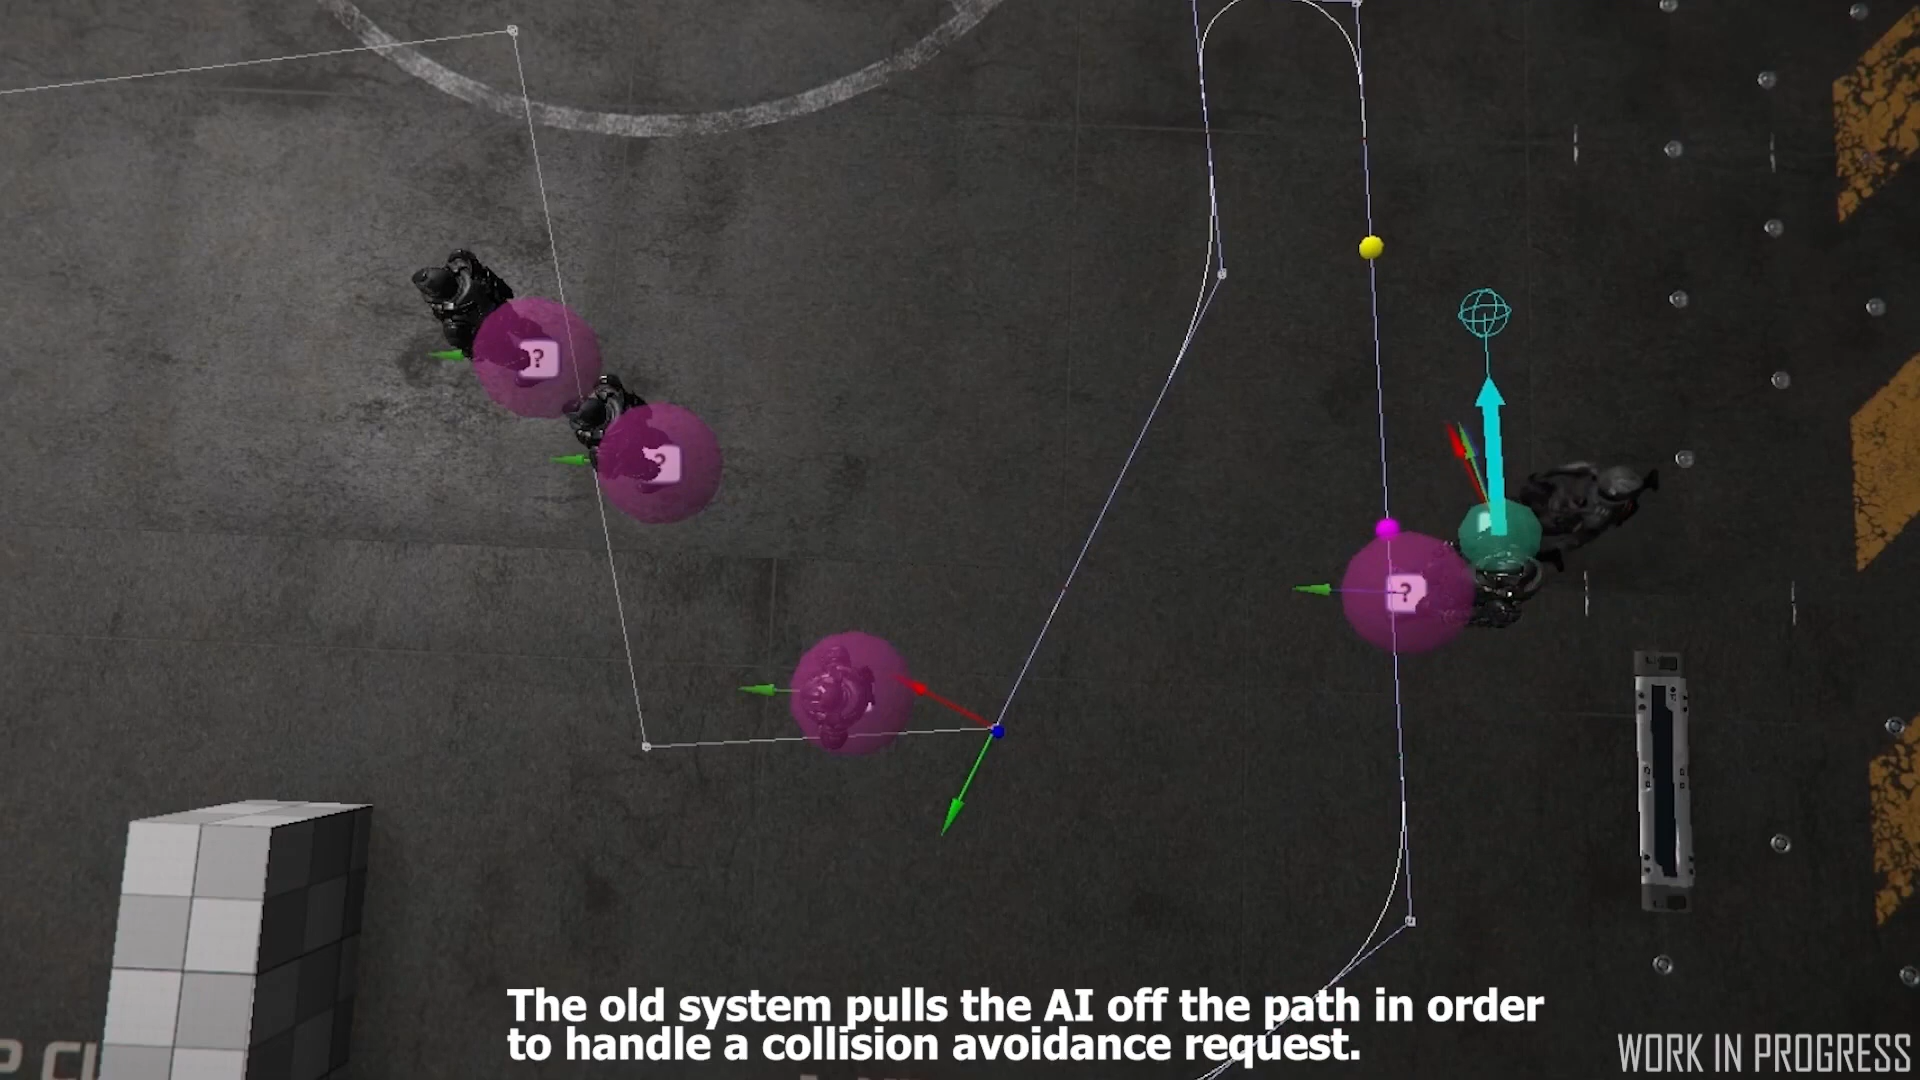 ?
?
?
The old system pulls the AI off the path in order
to handle a collision avoidance request.
WORK IN PROGRESS